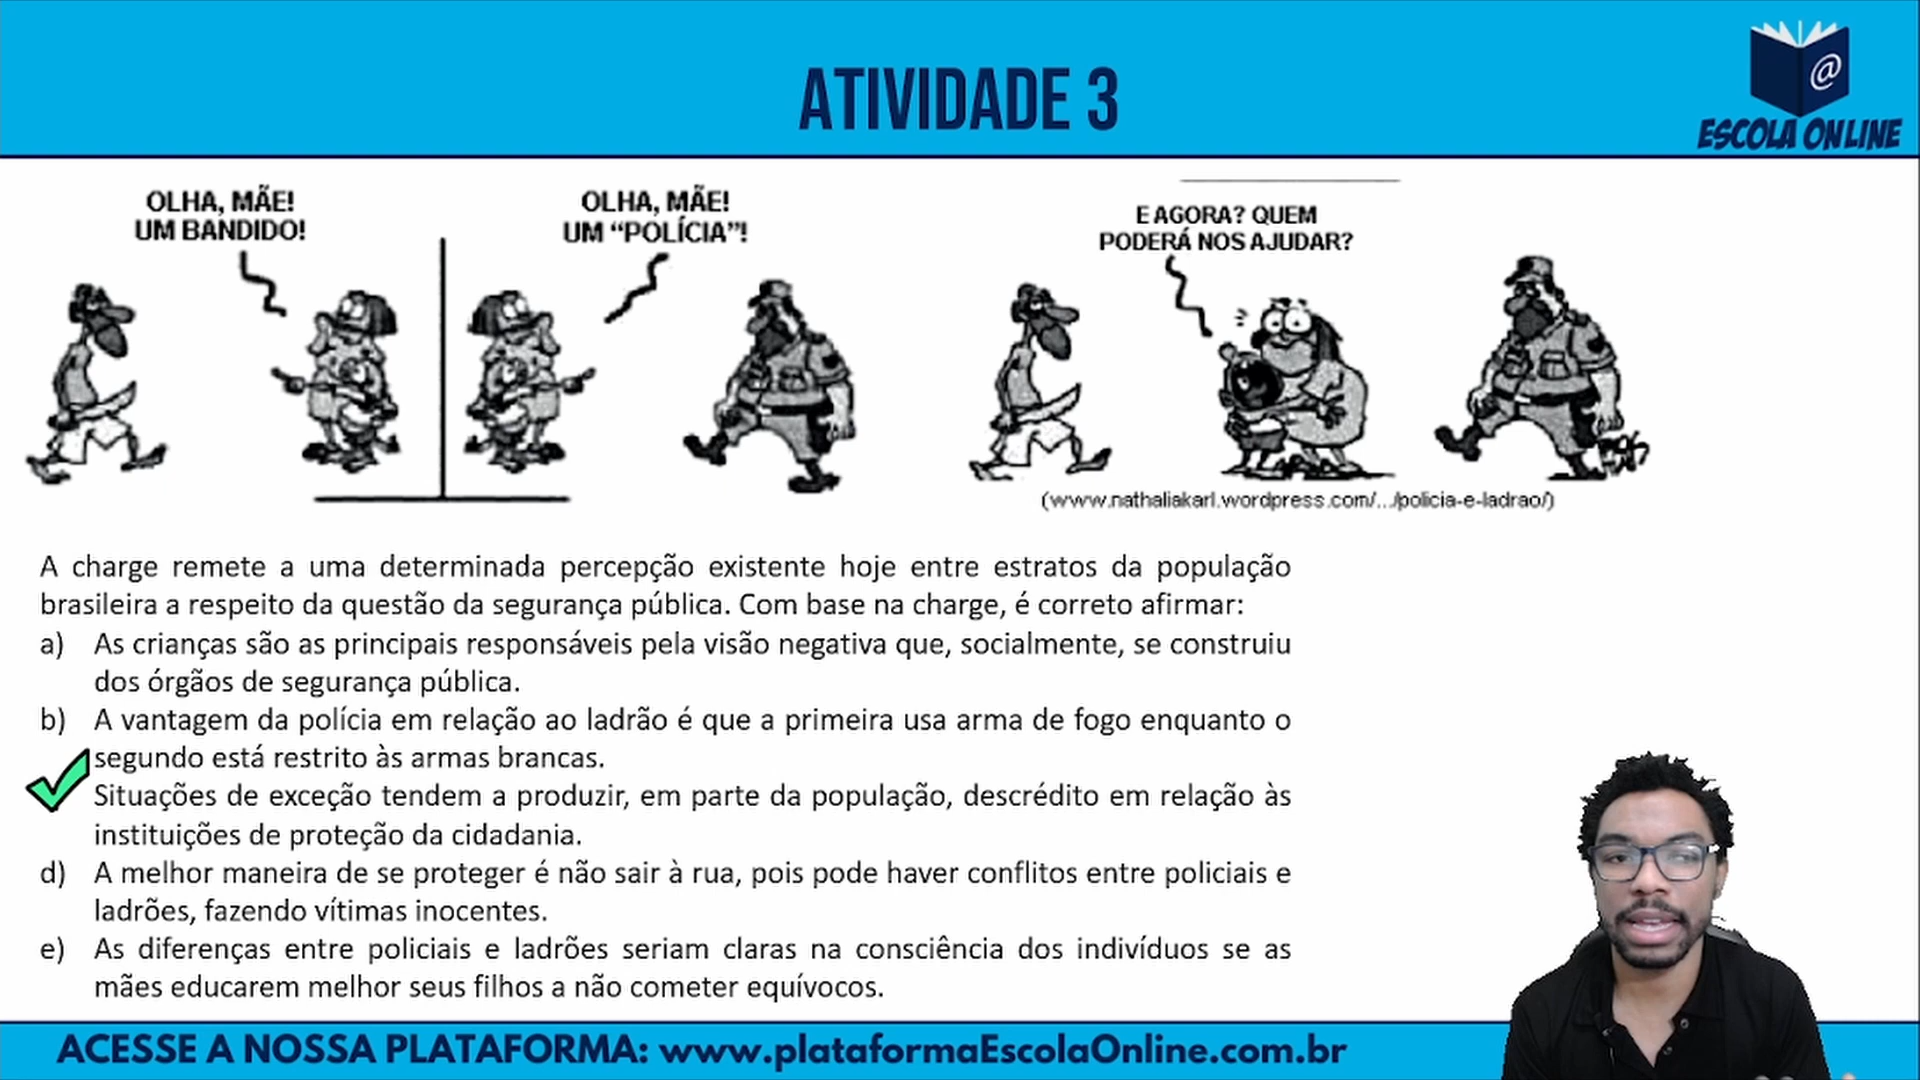 ATIVIDADE 3
@
ESCOLA ONLINE
OLHA, MÃE!
UM BANDIDO!
OLHA, MÃE!
UM “POLÍCIA”!
E AGORA? QUEM
PODERÁ NOS AJUDAR?
(www.nathaliakarl.wordpress.com/.../policia-e-ladrao/)
A charge remete a uma determinada percepção existente hoje entre estratos da população
brasileira a respeito da questão da segurança pública. Com base na charge, é correto afirmar:
a) As crianças são as principais responsáveis pela visão negativa que, socialmente, se construiu
dos órgãos de segurança pública.
b) A vantagem da polícia em relação ao ladrão é que a primeira usa arma de fogo enquanto o
segundo está restrito às armas brancas.
Situações de exceção tendem a produzir, em parte da população, descrédito em relação às
instituições de proteção da cidadania.
d) A melhor maneira de se proteger é não sair à rua, pois pode haver conflitos entre policiais e
ladrões, fazendo vítimas inocentes.
e) As diferenças entre policiais e ladrões seriam claras na consciência dos indivíduos se as
mães educarem melhor seus filhos a não cometer equívocos.
ACESSE A NOSSA PLATAFORMA: www.plataformaEscolaOnline.com.br